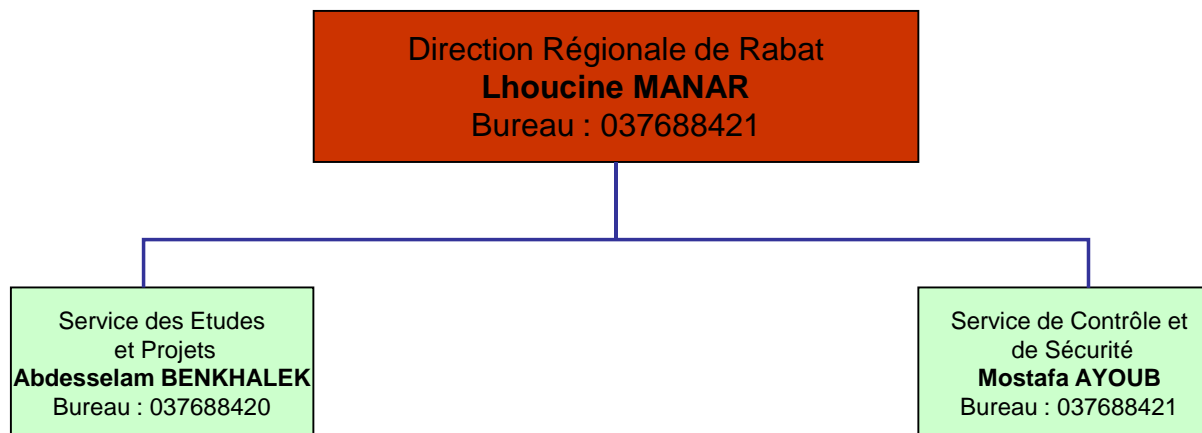 Direction Régionale de Rabat
Lhoucine MANAR
Bureau : 037688421
Service des Etudes
et Projets
Abdesselam BENKHALEK
Bureau : 037688420
Service de Contrôle et
de Sécurité
Mostafa AYOUB
Bureau : 037688421